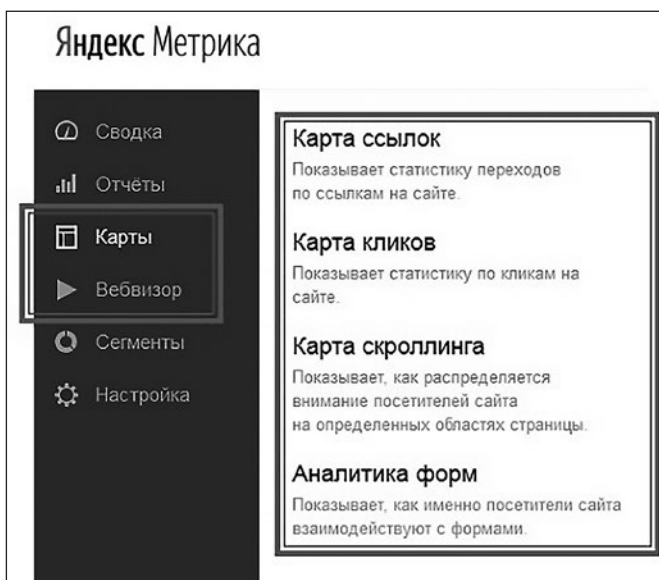 Яндекс Метрика
Сводка
Отчёты
Карты
Вебвизор
Сегменты
Настройка
Карта ссылок
Показывает статистику переходов
по ссылкам на сайте.
Карта кликов
Показывает статистику по кликам на
сайте.
Карта скроллинга
Показывает, как распределяется
внимание посетителей сайта
на определенных областях страницы.
Аналитика форм
Показывает, как именно посетители сайта
взаимодействуют с формами.